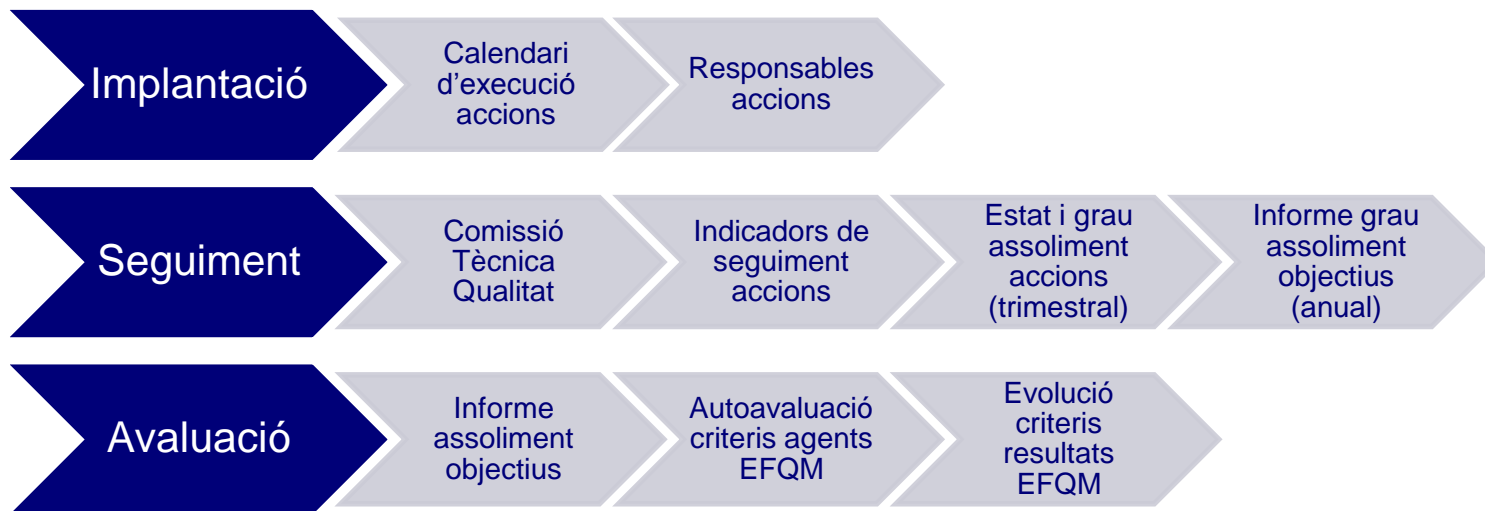 Implantació
Calendari
d’execució
accions
Responsables
accions
Seguiment
Comissió
Tècnica
Qualitat
Indicadors de
seguiment
accions
Estat i grau
assoliment
accions
(trimestral)
Informe grau
assoliment
objectius
(anual)
Avaluació
Informe
assoliment
objectius
Autoavaluació
criteris agents
EFQM
Evolució
criteris
resultats
EFQM